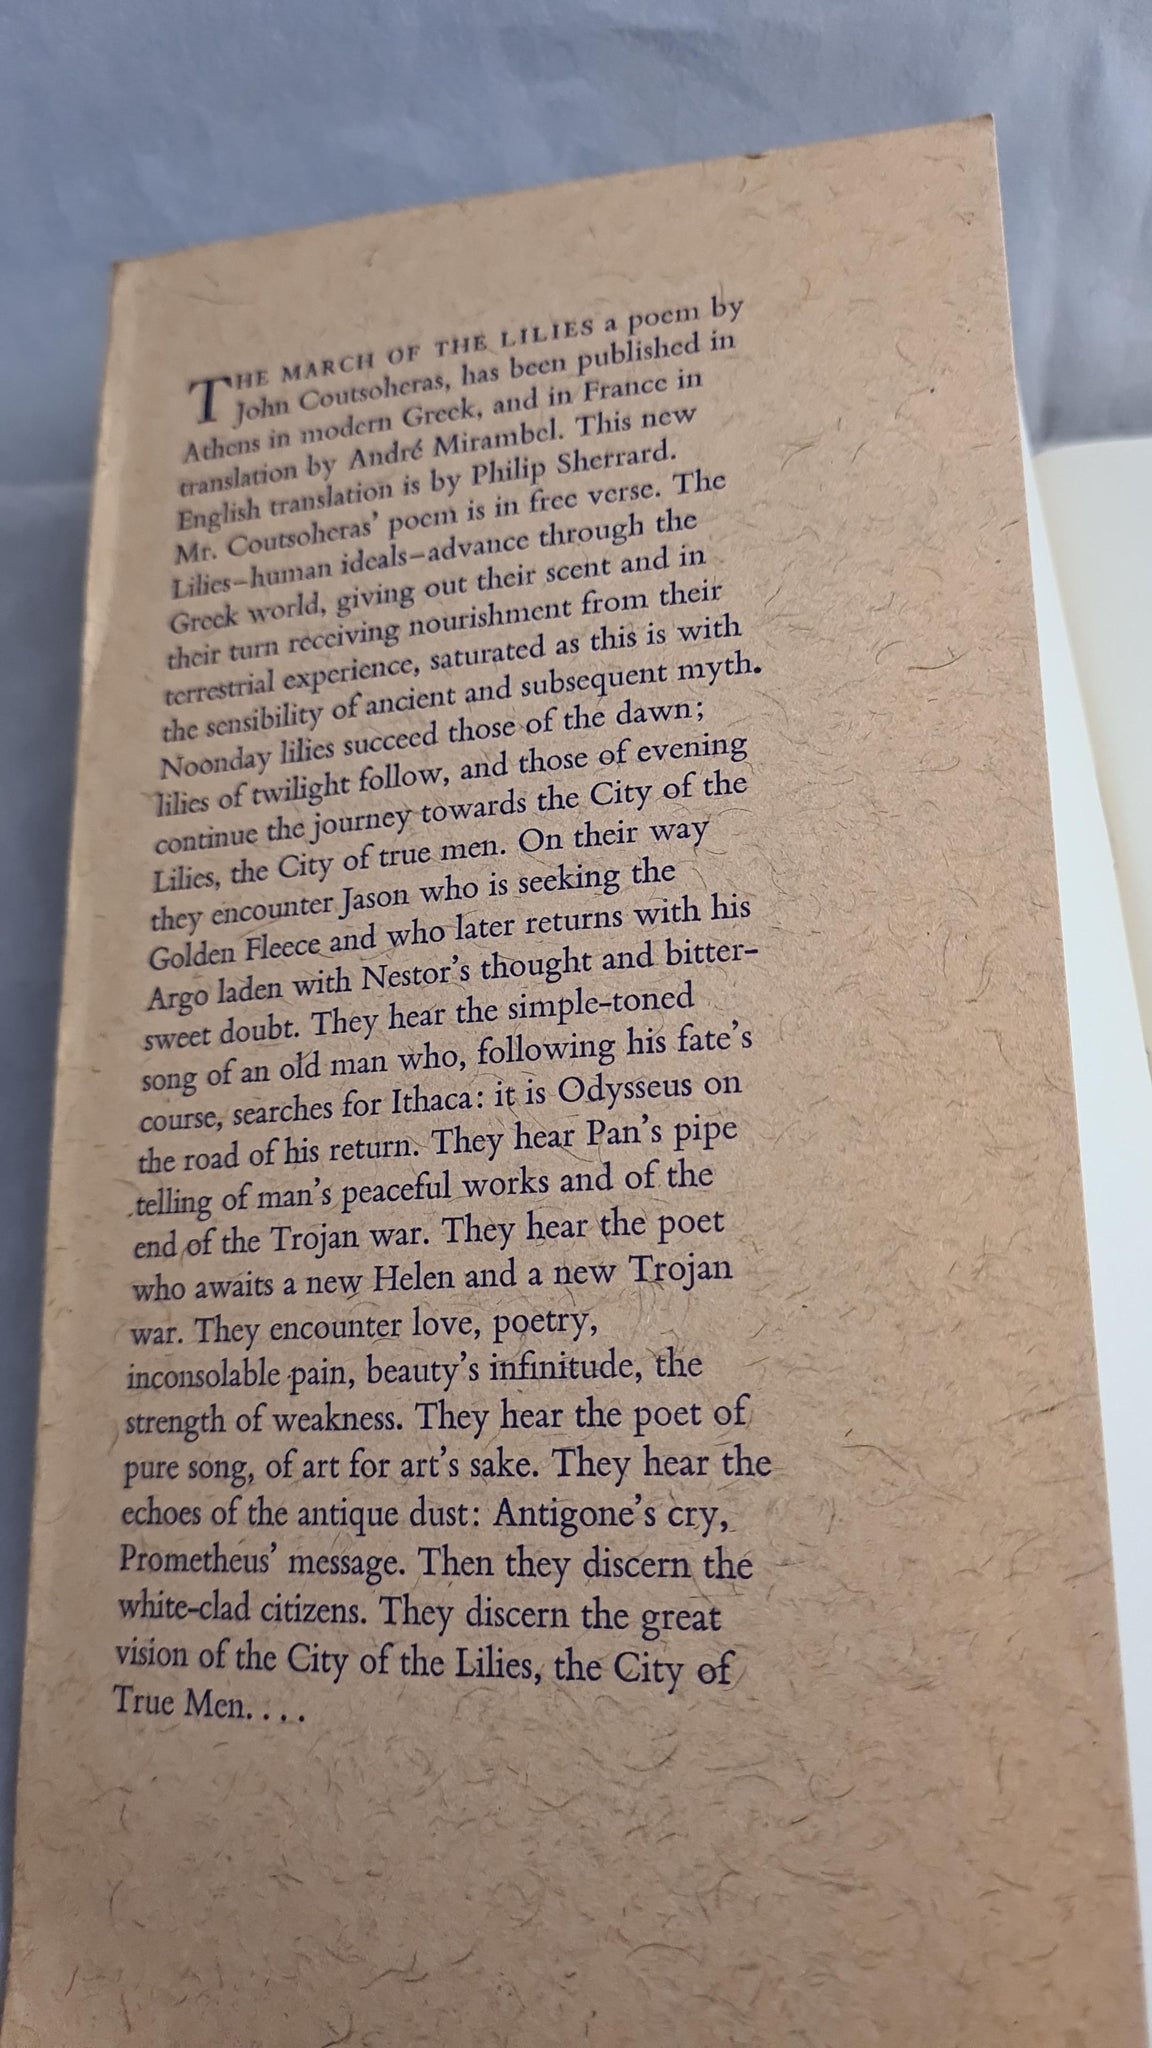 THE MARCH OF THE LILIES a poem by
John Coutsoheras, has been published in
Athens in modern Greek, and in France in
translation by André Mirambel. This new
English translation is by Philip Sherrard.
Mr. Coutsoheras' poem is in free verse. The
Lilies–human ideals–advance through the
Greek world, giving out their scent and in
their turn receiving nourishment from their
terrestrial experience, saturated as this is with
the sensibility of ancient and subsequent myth.
Noonday lilies succeed those of the dawn;
lilies of twilight follow, and those of evening
continue the journey towards the City of the
Lilies, the City of true men. On their way
they encounter Jason who is seeking the
Golden Fleece and who later returns with his
Argo laden with Nestor's thought and bitter-
sweet doubt. They hear the simple-toned
song of an old man who, following his fate's
course, searches for Ithaca: it is Odysseus on
the road of his return. They hear Pan's pipe
telling of man's peaceful works and of the
end of the Trojan war. They hear the poet
who awaits a new Helen and a new Trojan
war. They encounter love, poetry,
inconsolable pain, beauty's infinitude, the
strength of weakness. They hear the poet of
pure song, of art for art's sake. They hear the
echoes of the antique dust: Antigone's cry,
Prometheus' message. Then they discern the
white-clad citizens. They discern the great
vision of the City of the Lilies, the City of
True Men. . . .